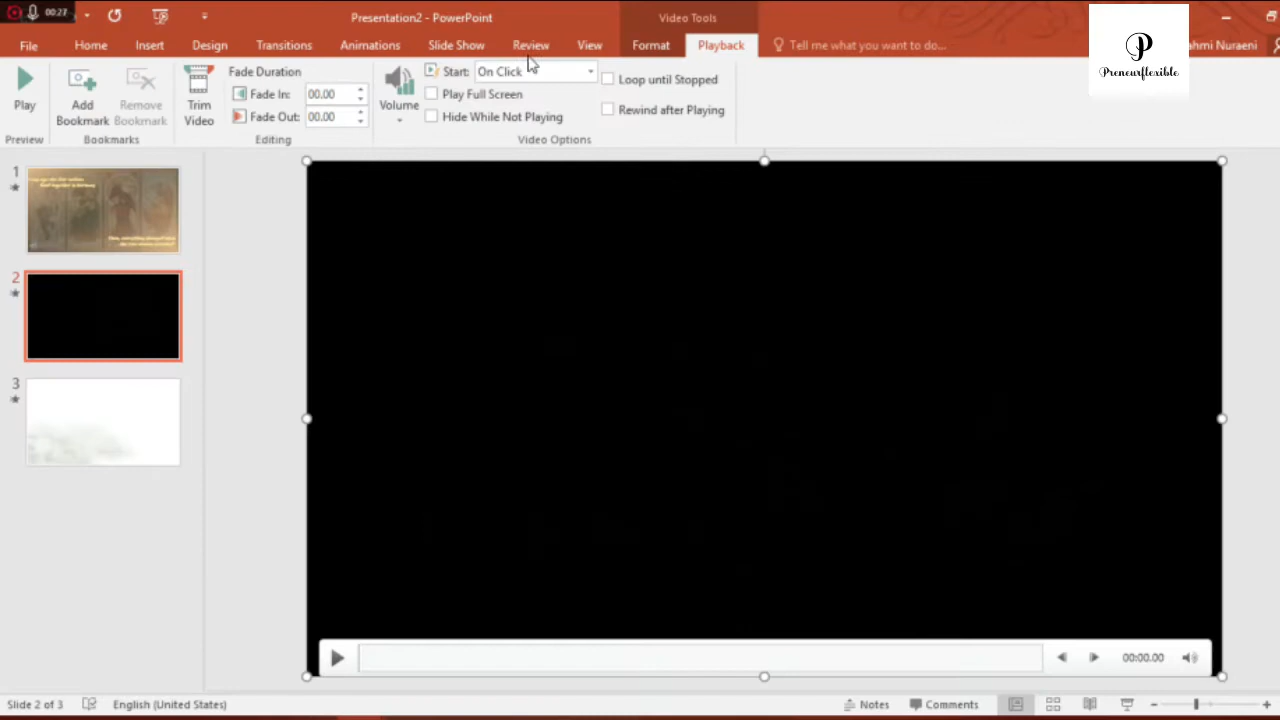 00:27
Presentation2 - PowerPoint
Video Tools
File Home Insert Design Transitions Animations Slide Show Review View Format Playback Tell me what you want to do... ahmi Nuraeni
P
Preneurflexible
Play
Add Bookmark
Remove Bookmark
Trim Video
Fade Duration
Fade In: 00.00
Fade Out: 00.00
Volume
Start: On Click
Play Full Screen
Hide While Not Playing
Loop until Stopped
Rewind after Playing
Preview Bookmarks Editing Video Options
1
2
3
00:00.00
Slide 2 of 3 English (United States) Notes Comments